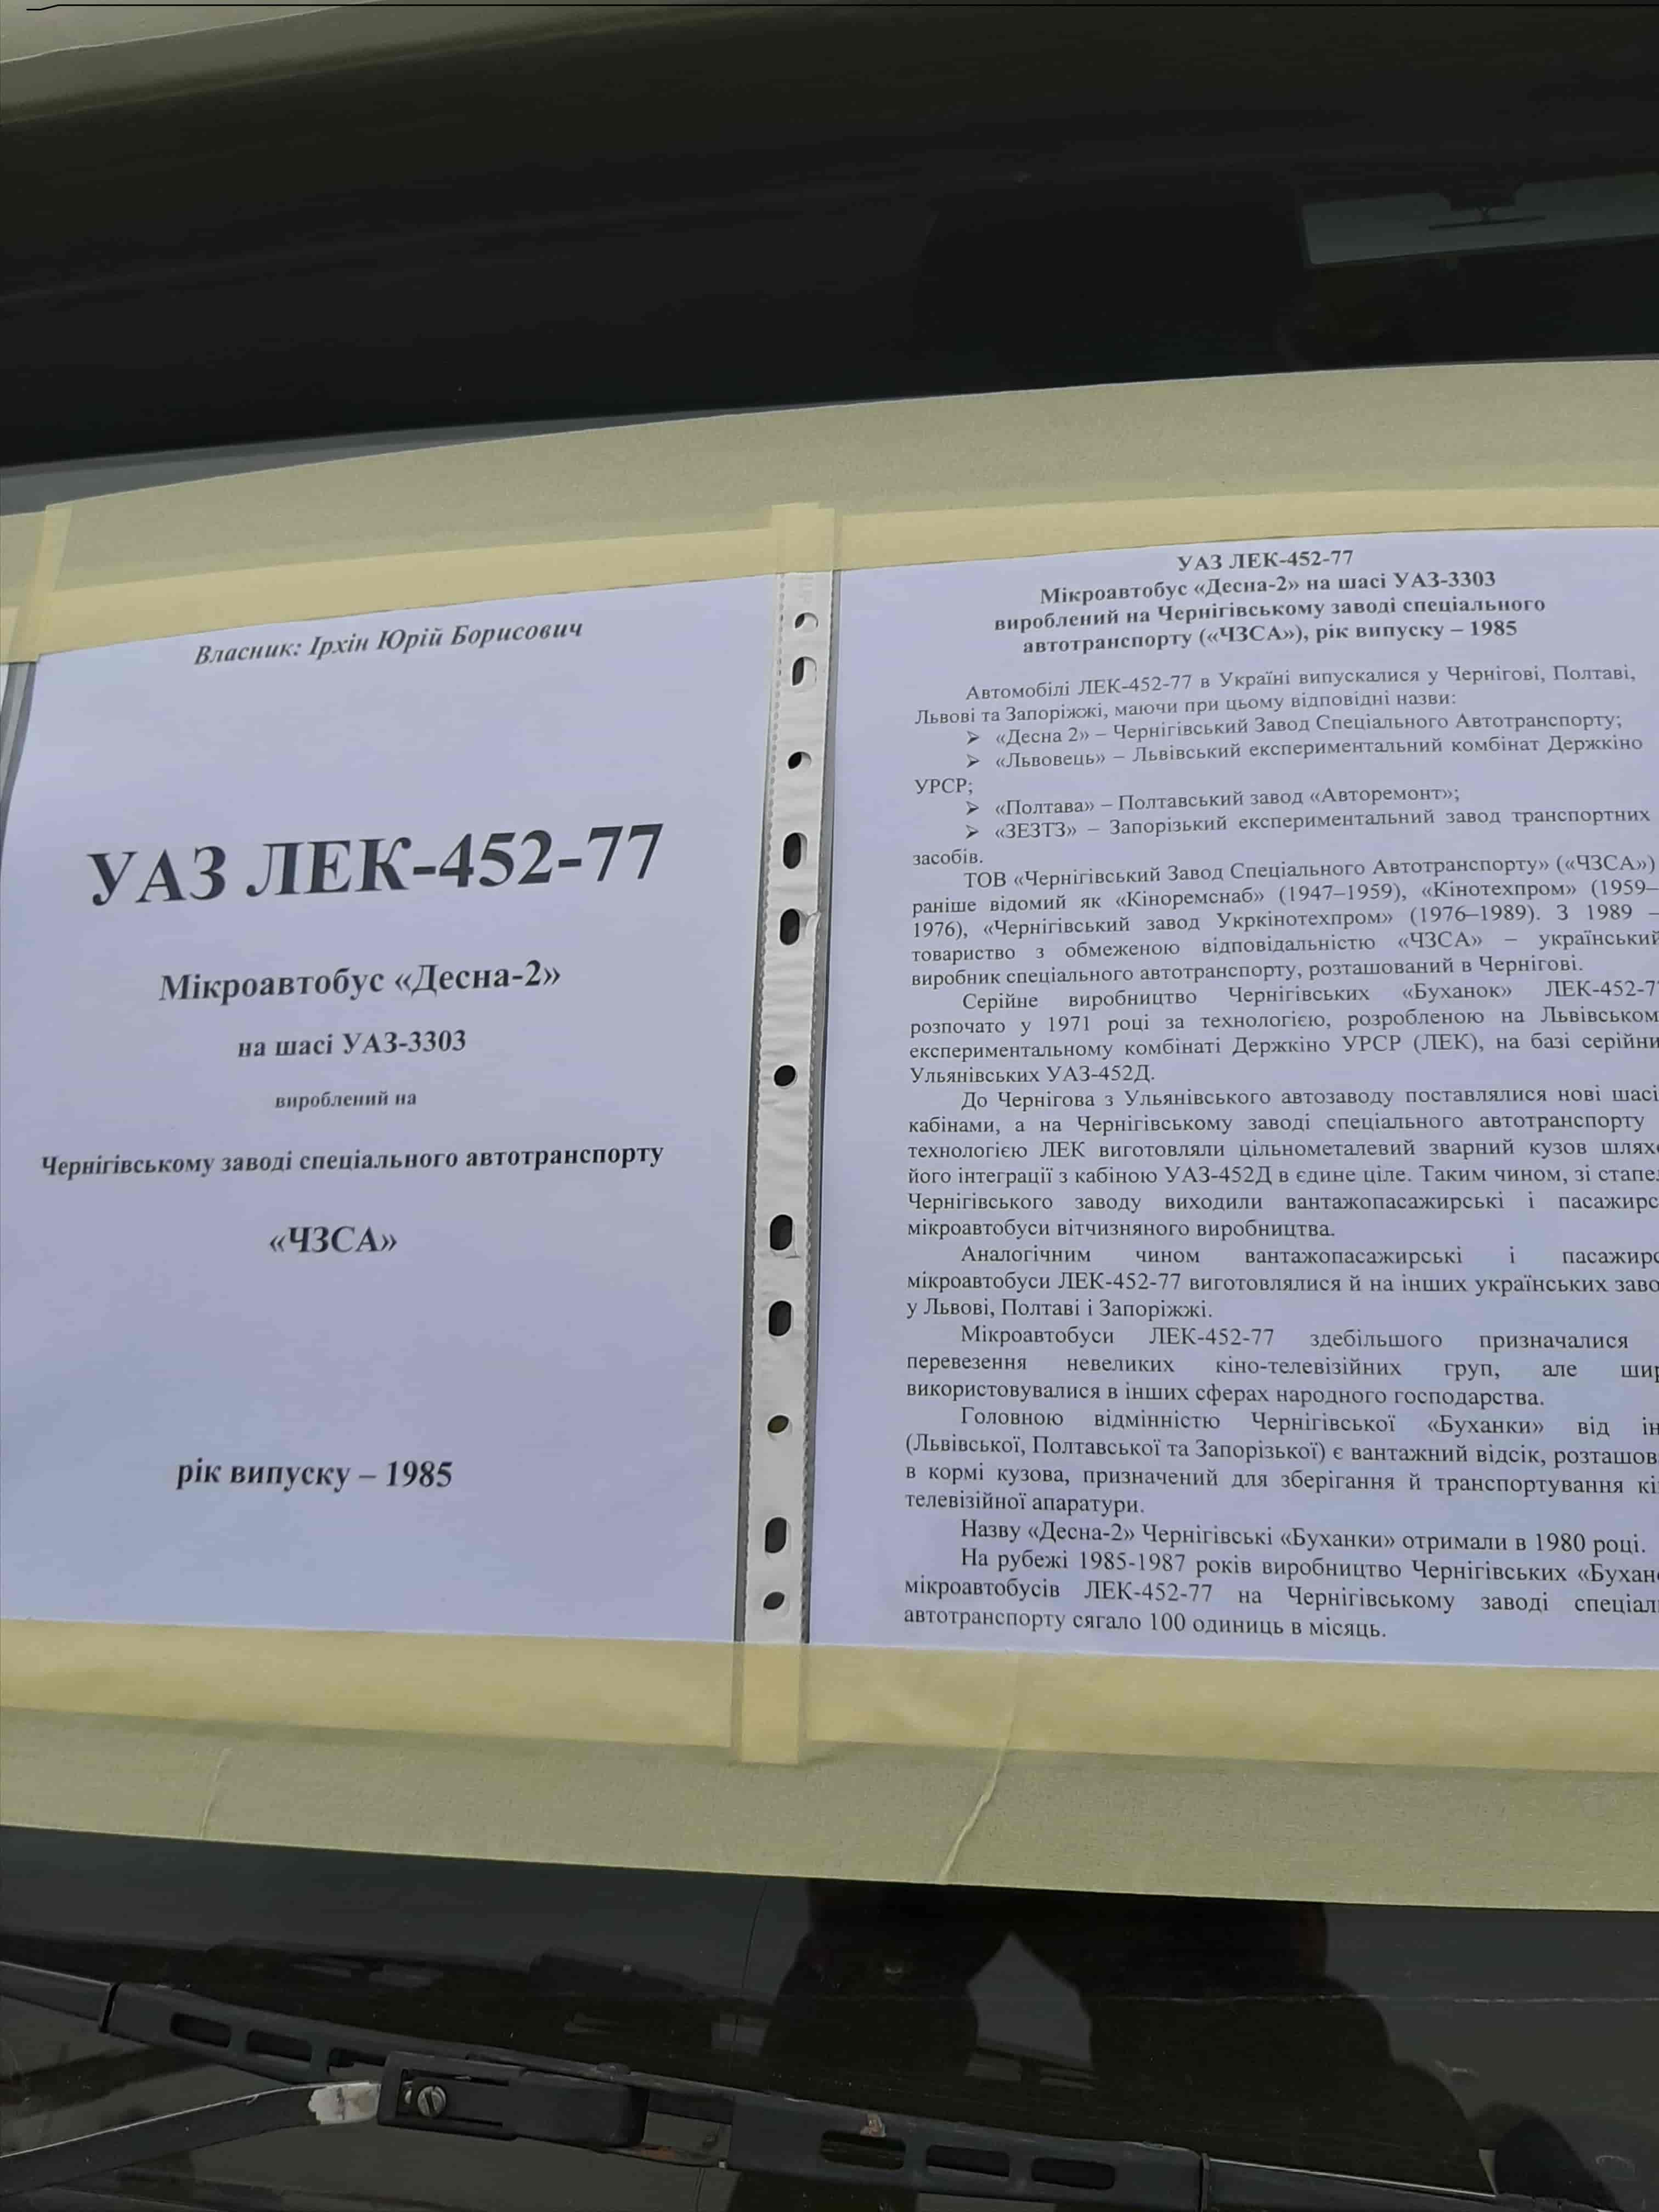 Власник: Ірхін Юрій Борисович
УАЗ ЛЕК-452-77
Мікроавтобус «Десна-2»
на шасі УАЗ-3303
вироблений на
Чернігівському заводі спеціального автотранспорту
«ЧЗСА»
рік випуску – 1985
УАЗ ЛЕК-452-77
Мікроавтобус «Десна-2» на шасі УАЗ-3303
вироблений на Чернігівському заводі спеціального
автотранспорту («ЧЗСА»), рік випуску – 1985
Автомобілі ЛЕК-452-77 в Україні випускалися у Чернігові, Полтаві,
Львові та Запоріжжі, маючи при цьому відповідні назви:
➢ «Десна 2» – Чернігівський Завод Спеціального Автотранспорту;
➢ «Львовець» – Львівський експериментальний комбінат Держкіно
УРСР;
➢ «Полтава» – Полтавський завод «Авторемонт»;
➢ «ЗЕЗТЗ» – Запорізький експериментальний завод транспортних
засобів.
ТОВ «Чернігівський Завод Спеціального Автотранспорту» («ЧЗСА»)
раніше відомий як «Кіноремснаб» (1947–1959), «Кінотехпром» (1959–
1976), «Чернігівський завод Укркінотехпром» (1976–1989). З 1989 –
товариство з обмеженою відповідальністю «ЧЗСА» – український
виробник спеціального автотранспорту, розташований в Чернігові.
Серійне виробництво Чернігівських «Буханок» ЛЕК-452-7
розпочато у 1971 році за технологією, розробленою на Львівском
експериментальному комбінаті Держкіно УРСР (ЛЕК), на базі серійни
Ульянівських УАЗ-452Д.
До Чернігова з Ульянівського автозаводу поставлялися нові шасі
кабінами, а на Чернігівському заводі спеціального автотранспорту
технологією ЛЕК виготовляли цільнометалевий зварний кузов шлях
його інтеграції з кабіною УАЗ-452Д в єдине ціле. Таким чином, зі стапе
Чернігівського заводу виходили вантажопасажирські і пасажирс
мікроавтобуси вітчизняного виробництва.
Аналогічним чином вантажопасажирські і пасажирс
мікроавтобуси ЛЕК-452-77 виготовлялися й на інших українських заво
у Львові, Полтаві і Запоріжжі.
Мікроавтобуси ЛЕК-452-77 здебільшого призначалися
перевезення невеликих кіно-телевізійних груп, але шир
використовувалися в інших сферах народного господарства.
Головною відмінністю Чернігівської «Буханки» від ін
(Львівської, Полтавської та Запорізької) є вантажний відсік, розташов
в кормі кузова, призначений для зберігання й транспортування кі
телевізійної апаратури.
Назву «Десна-2» Чернігівські «Буханки» отримали в 1980 році.
На рубежі 1985-1987 років виробництво Чернігівських «Бухан
мікроавтобусів ЛЕК-452-77 на Чернігівському заводі спеціал
автотранспорту сягало 100 одиниць в місяць.